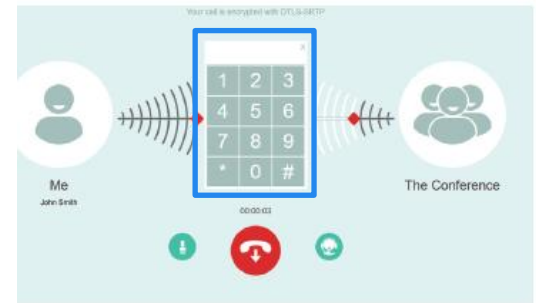 Your call is encrypted with DTLS-SRTP
x
1 2 3
4 5 6
7 8 9
* 0 #
Me
John Smith
The Conference
00:00:03